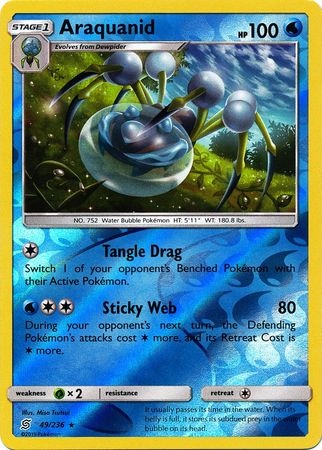 STAGE 1 Araquanid HP 100
Evolves from Dewpider
NO. 752 Water Bubble Pokémon HT: 5'11" WT: 180.8 lbs.
Tangle Drag
Switch 1 of your opponent's Benched Pokémon with
their Active Pokémon.
Sticky Web 80
During your opponent's next turn, the Defending
Pokémon's attacks cost more, and its Retreat Cost is
more.
weakness ×2 resistance retreat
Illus. Misa Tsutsui
49/236 ★
©2019 Pokémon
It usually passes its time in the water. When its
belly is full, it stores its subdued prey in the water
bubble on its head.